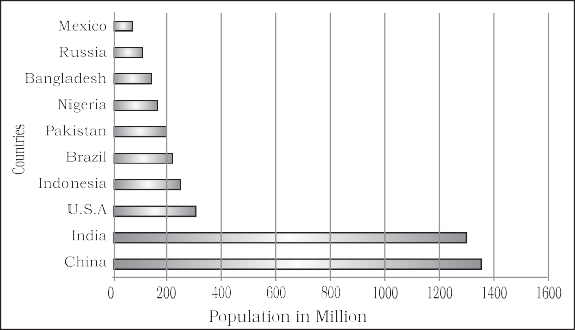 Mexico
Russia
Bangladesh
Nigeria
Pakistan
Brazil
Indonesia
U.S.A
India
China
Countries
0 200 400 600 800 1000 1200 1400 1600
Population in Million